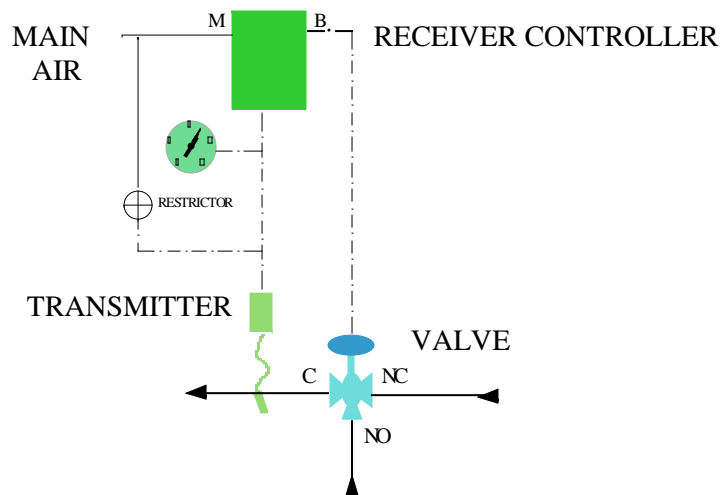 MAIN
AIR
M
B
RECEIVER CONTROLLER
RESTRICTOR
TRANSMITTER
VALVE
C
NC
NO